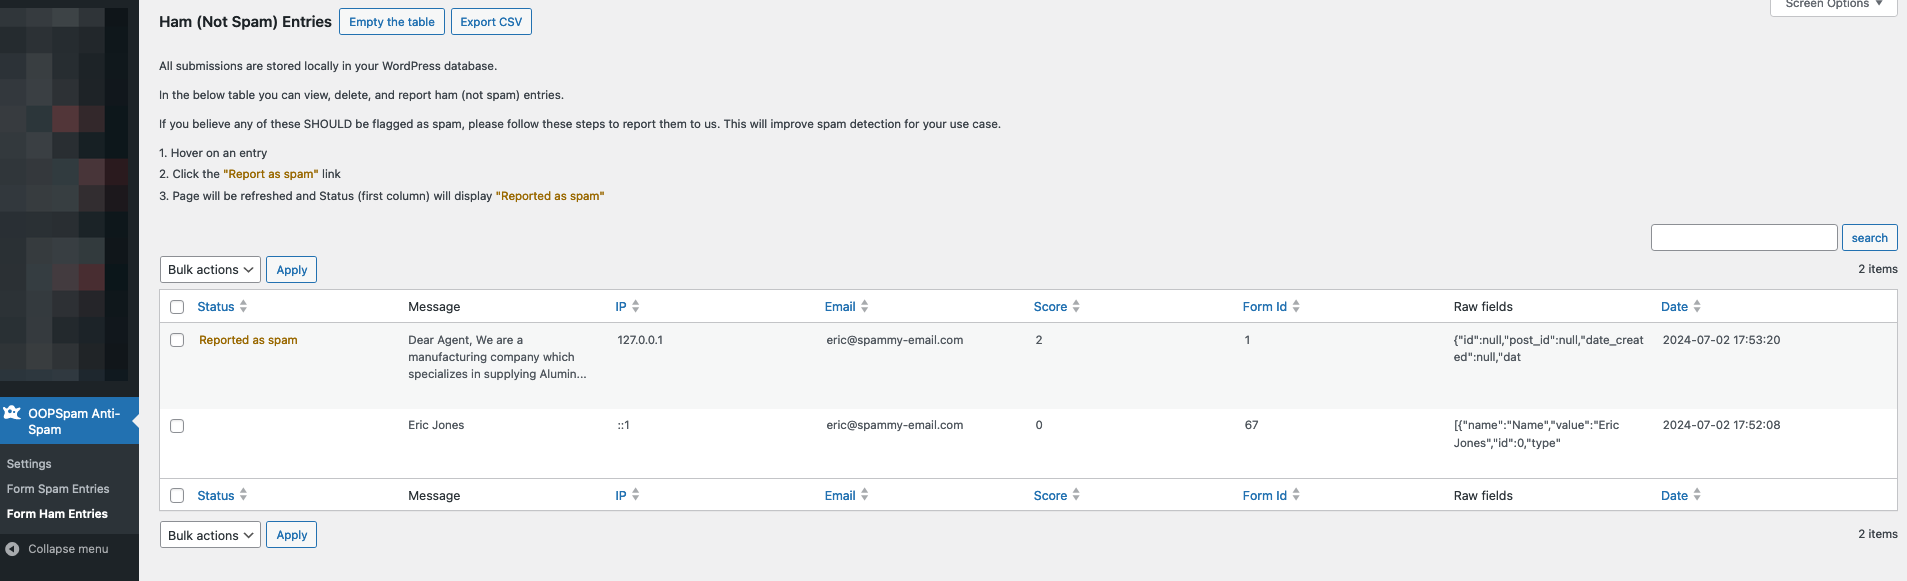 Screen Options
Ham (Not Spam) Entries Empty the table Export CSV
All submissions are stored locally in your WordPress database.
In the below table you can view, delete, and report ham (not spam) entries.
If you believe any of these SHOULD be flagged as spam, please follow these steps to report them to us. This will improve spam detection for your use case.
1. Hover on an entry
2. Click the "Report as spam" link
3. Page will be refreshed and Status (first column) will display "Reported as spam"
search
Bulk actions Apply 2 items
Status Message IP Email Score Form Id Raw fields Date
Reported as spam Dear Agent, We are a 127.0.0.1 eric@spammy-email.com 2 1 {"id":null,"post_id":null,"date_creat 2024-07-02 17:53:20
manufacturing company which ed":null,"dat
specializes in supplying Alumin...
Eric Jones ::1 eric@spammy-email.com 0 67 [{"name":"Name","value":"Eric 2024-07-02 17:52:08
Jones","id":0,"type"
Status Message IP Email Score Form Id Raw fields Date
Bulk actions Apply 2 items
OOPSpam Anti-
Spam
Settings
Form Spam Entries
Form Ham Entries
Collapse menu